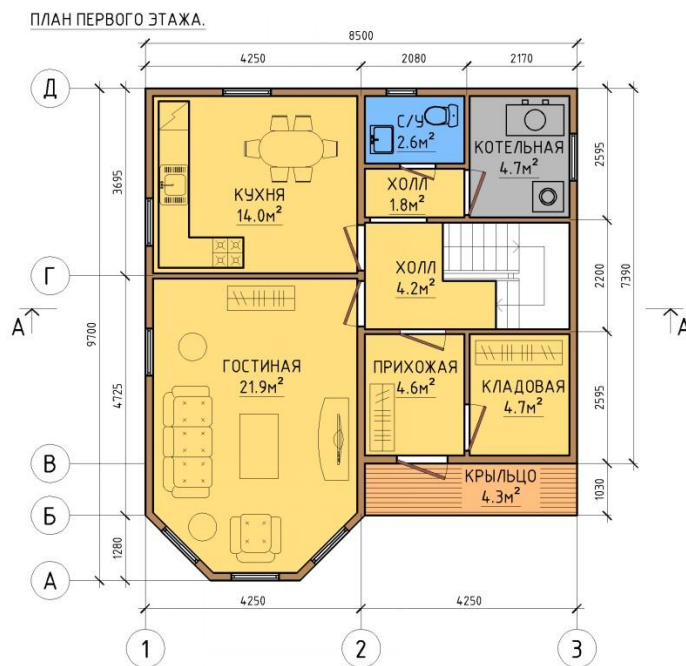 ПЛАН ПЕРВОГО ЭТАЖА.
8500
4250 2080 2170
Д
С/У
2.6м²
КОТЕЛЬНАЯ
4.7м²
ХОЛЛ
1.8м²
КУХНЯ
14.0м²
3695
2595
Г
ХОЛЛ
4.2м²
2200
7390
А А
9700
ГОСТИНАЯ
21.9м²
ПРИХОЖАЯ
4.6м²
КЛАДОВАЯ
4.7м²
4725
2595
В
КРЫЛЬЦО
4.3м²
1030
Б
1280
А
4250 4250
1 2 3